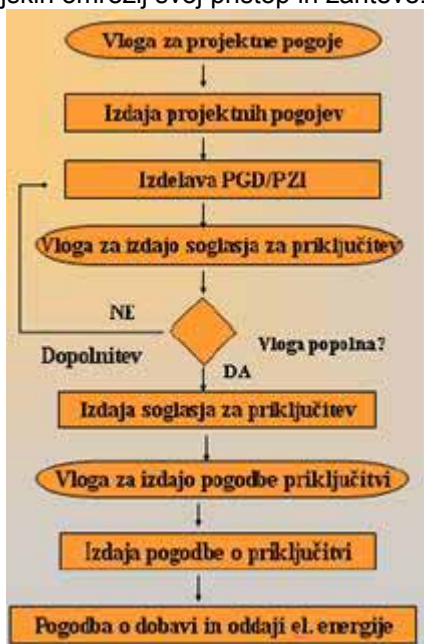 Vloga za projektne pogoje
Izdaja projektnih pogojev
Izdelava PGD/PZI
Vloga za izdajo soglasja za priključitev
NE
Vloga popolna?
Dopolnitev
DA
Izdaja soglasja za priključitev
Vloga za izdajo pogodbe priključitvi
Izdaja pogodbe o priključitvi
Pogodba o dobavi in oddaji el. energije